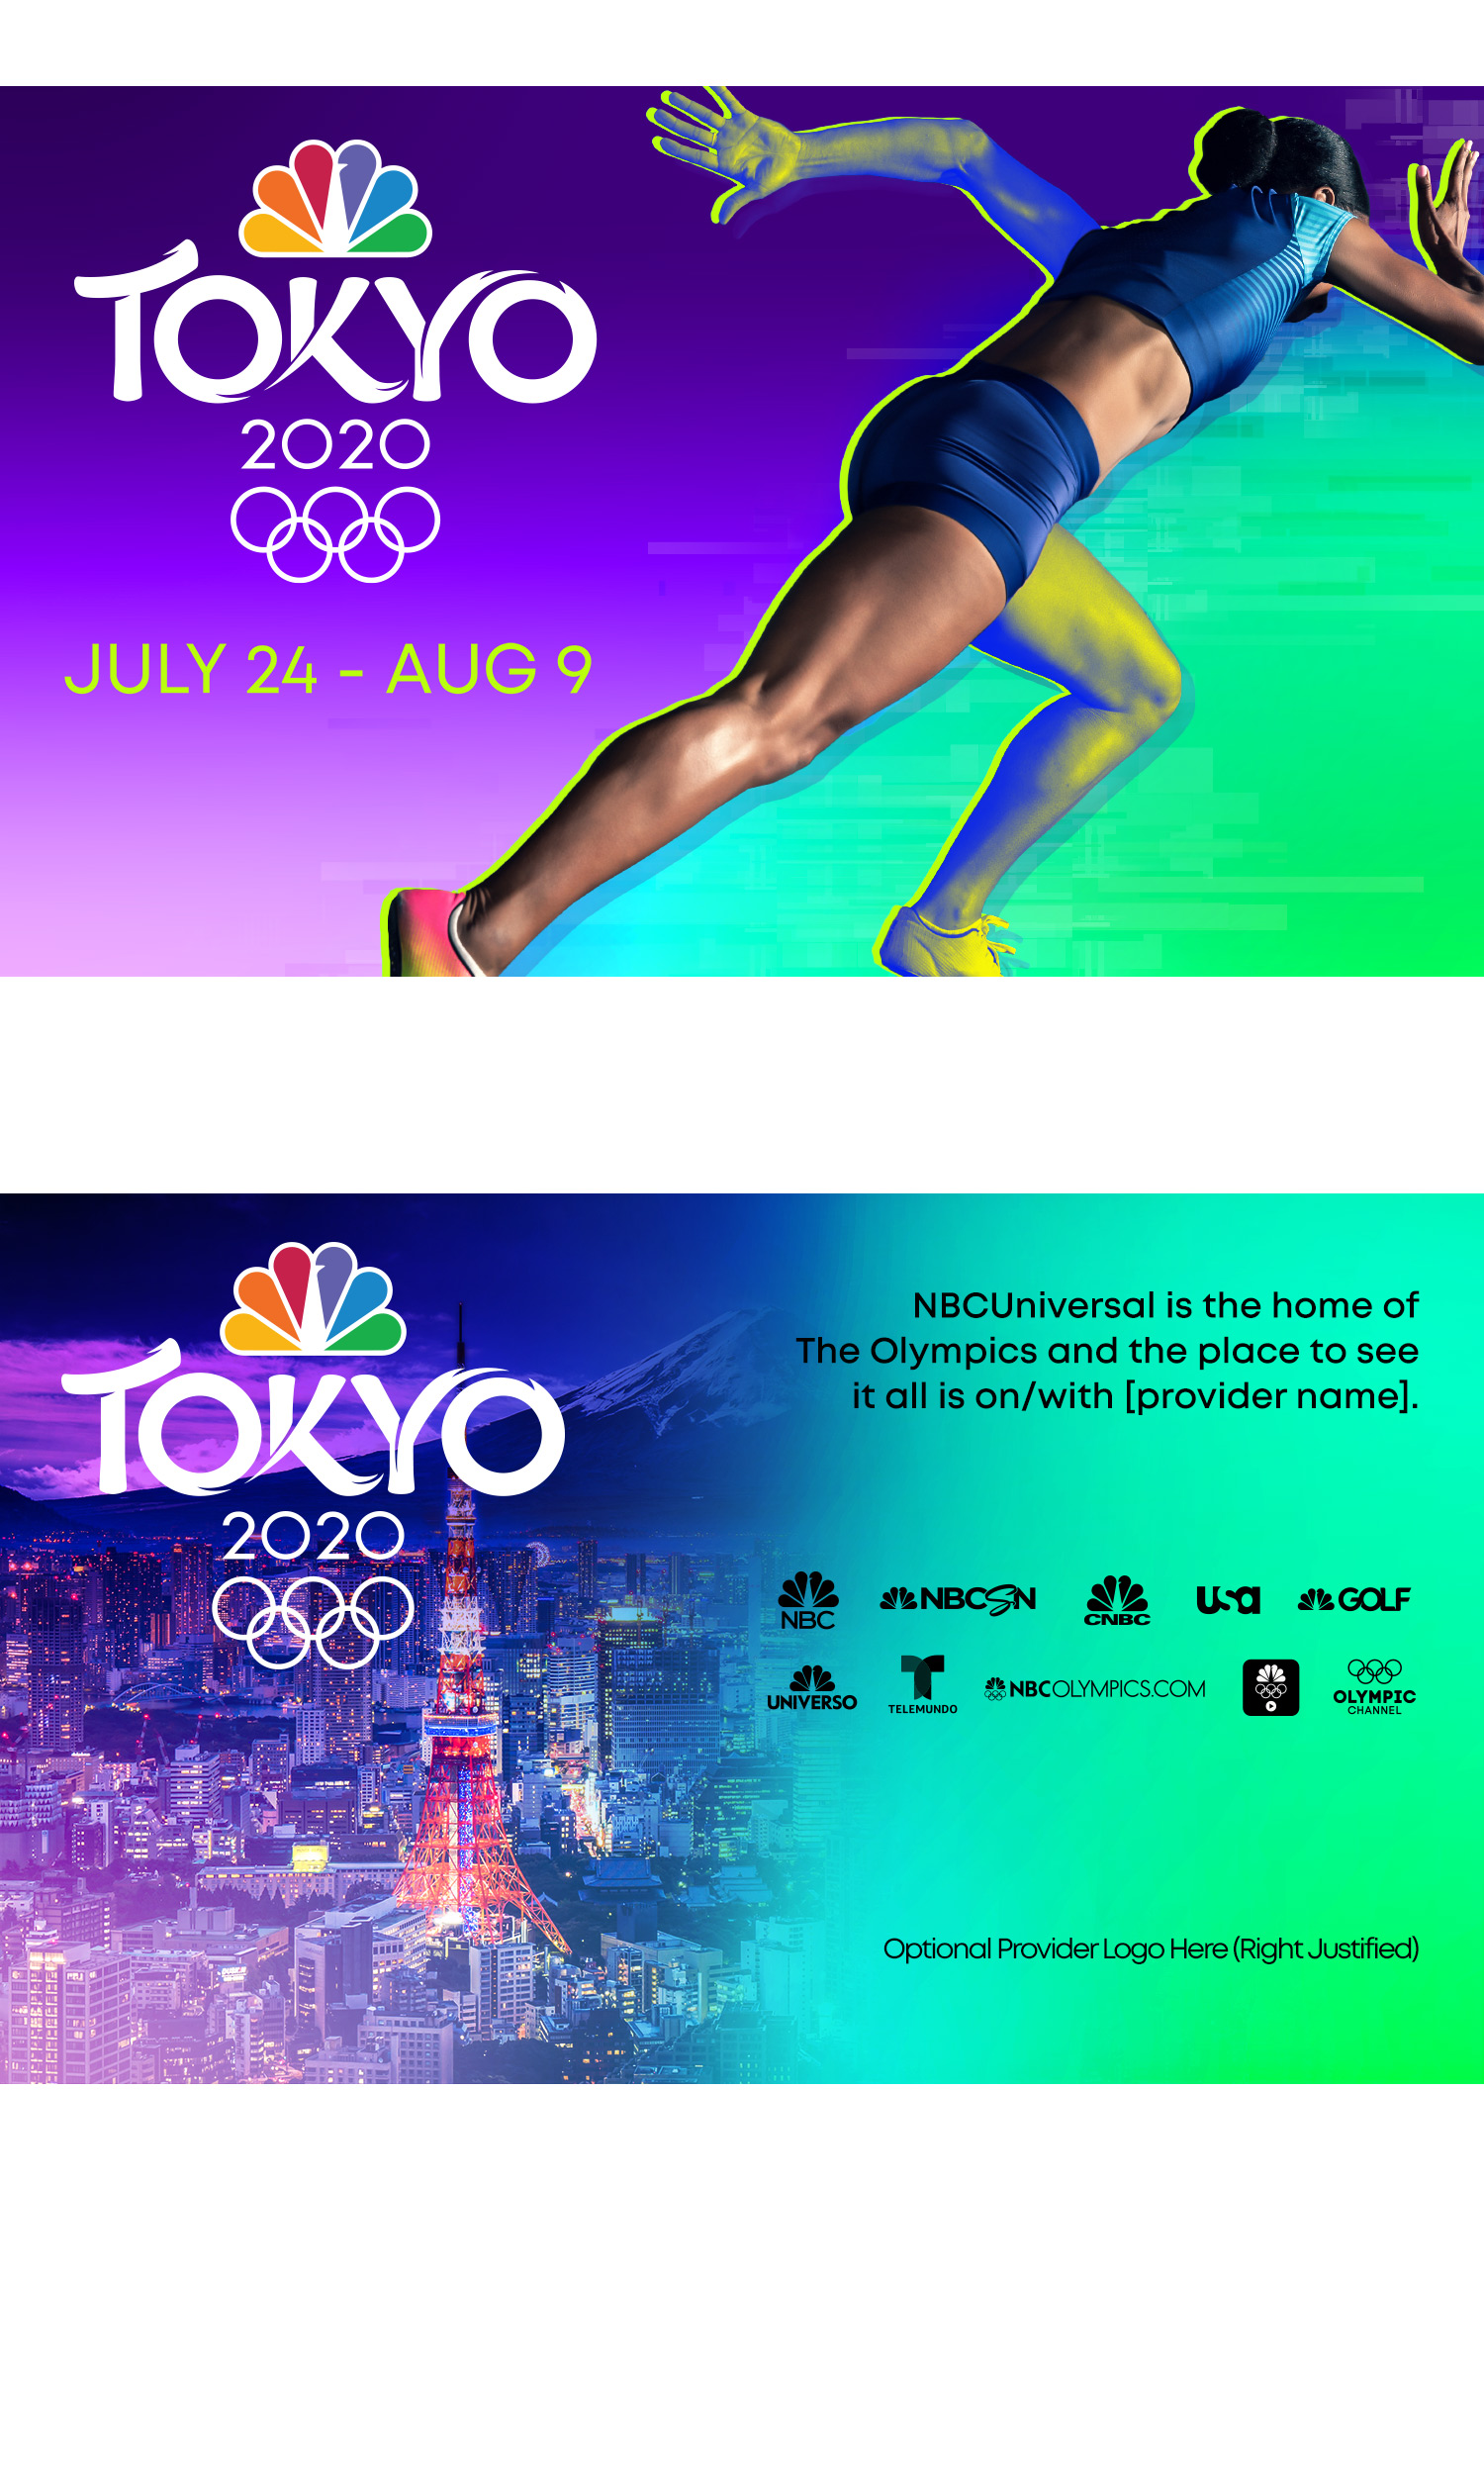 TOKYO
2020
JULY 24 - AUG 9
TOKYO
2020
NBCUniversal is the home of
The Olympics and the place to see
it all is on/with [provider name].
NBC NBCSN CNBC USA GOLF
UNIVERSO TELEMUNDO NBCOLYMPICS.COM OLYMPIC CHANNEL
Optional Provider Logo Here (Right Justified)